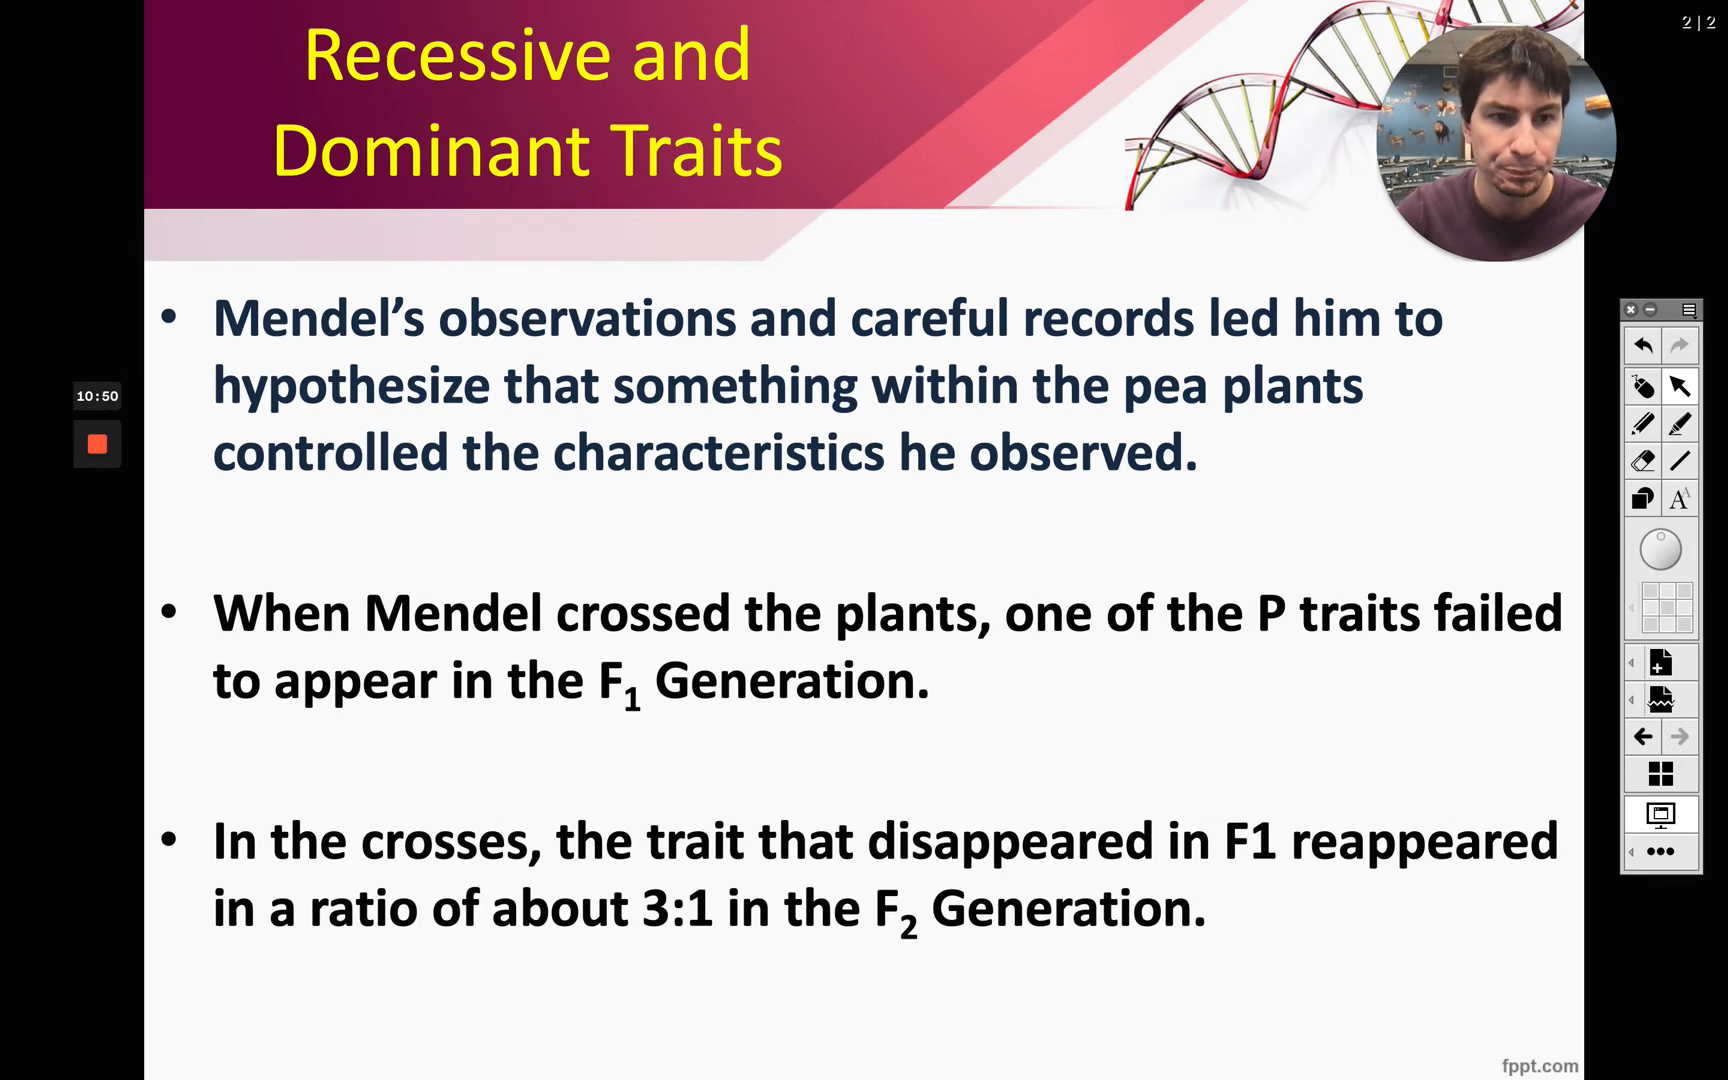 Recessive and
Dominant Traits
2|2
10:50
• Mendel’s observations and careful records led him to
hypothesize that something within the pea plants
controlled the characteristics he observed.
• When Mendel crossed the plants, one of the P traits failed
to appear in the F₁ Generation.
• In the crosses, the trait that disappeared in F1 reappeared
in a ratio of about 3:1 in the F₂ Generation.
fppt.com